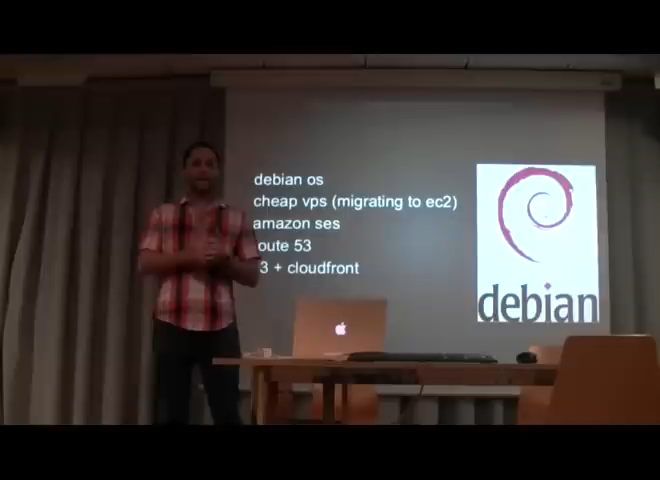 debian os
cheap vps (migrating to ec2)
amazon ses
oute 53
3 + cloudfront
debian